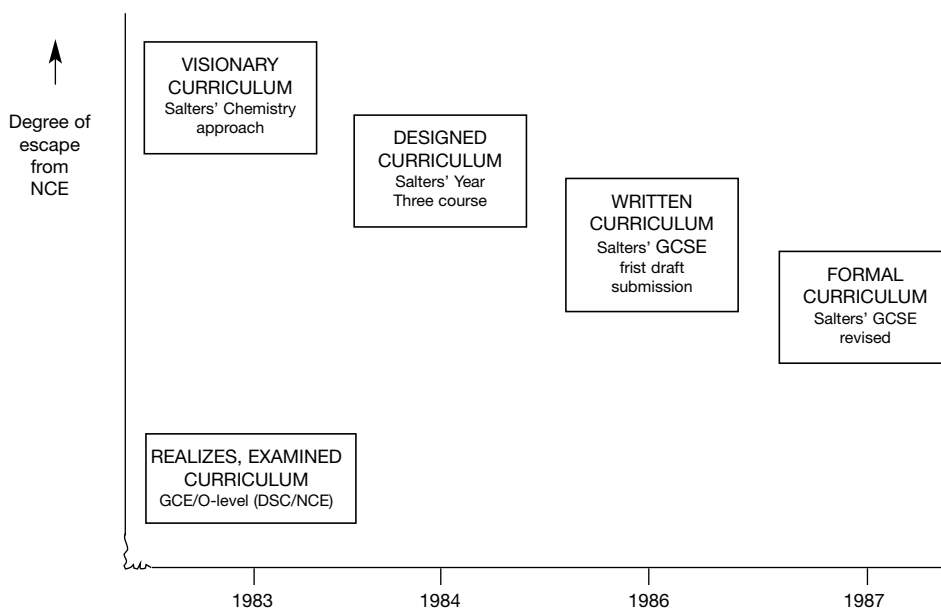 Degree of
escape
from
NCE
VISIONARY
CURRICULUM
Salters' Chemistry
approach
DESIGNED
CURRICULUM
Salters' Year
Three course
WRITTEN
CURRICULUM
Salters' GCSE
frist draft
submission
FORMAL
CURRICULUM
Salters' GCSE
revised
REALIZES, EXAMINED
CURRICULUM
GCE/O-level (DSC/NCE)
1983
1984
1986
1987